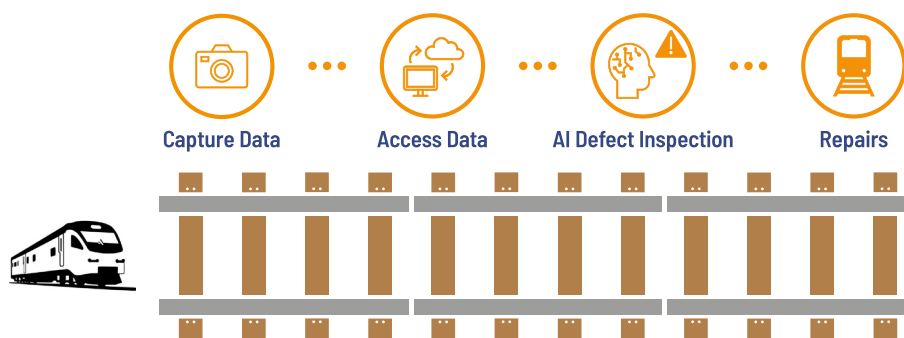 Capture Data
Access Data
AI Defect Inspection
Repairs